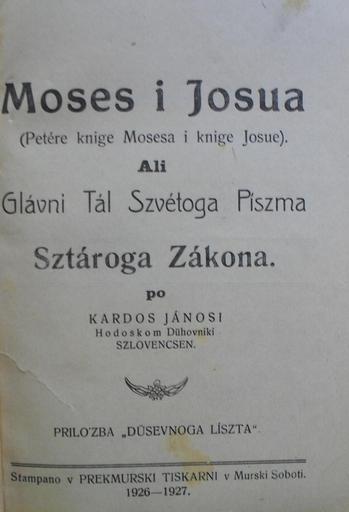 Moses i Josua
(Petére knige Mosesa i knige Josue).
Ali
Glávni Tál Szvétoga Píszma
Sztároga Zákona.
po
KARDOS JÁNOSI
Hodoskom Dühovniki
SZLOVENCSEN.
PRILO'ZBA „DÜSEVNOGA LÍSZTA“.
Stampano v PREKMURSKI TISKARNI v Murski Soboti.
1926—1927.